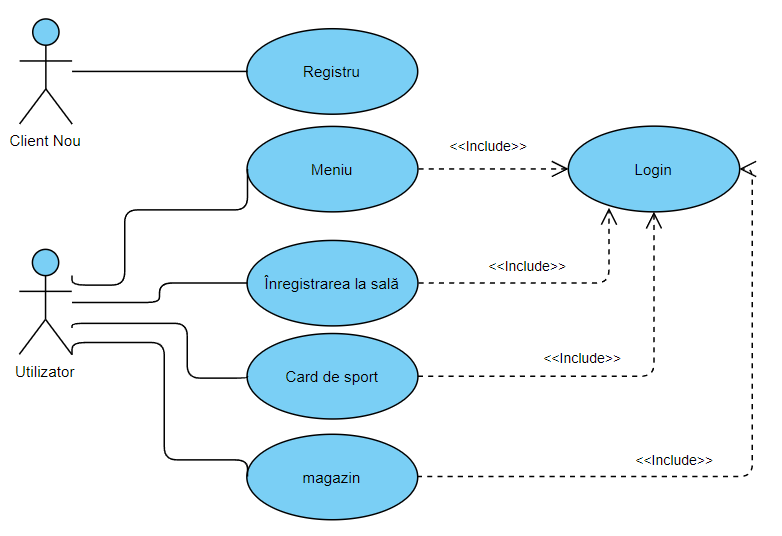 Registru
Client Nou
Meniu
<<Include>>
Login
Înregistrarea la sală
<<Include>>
Utilizator
Card de sport
<<Include>>
magazin
<<Include>>